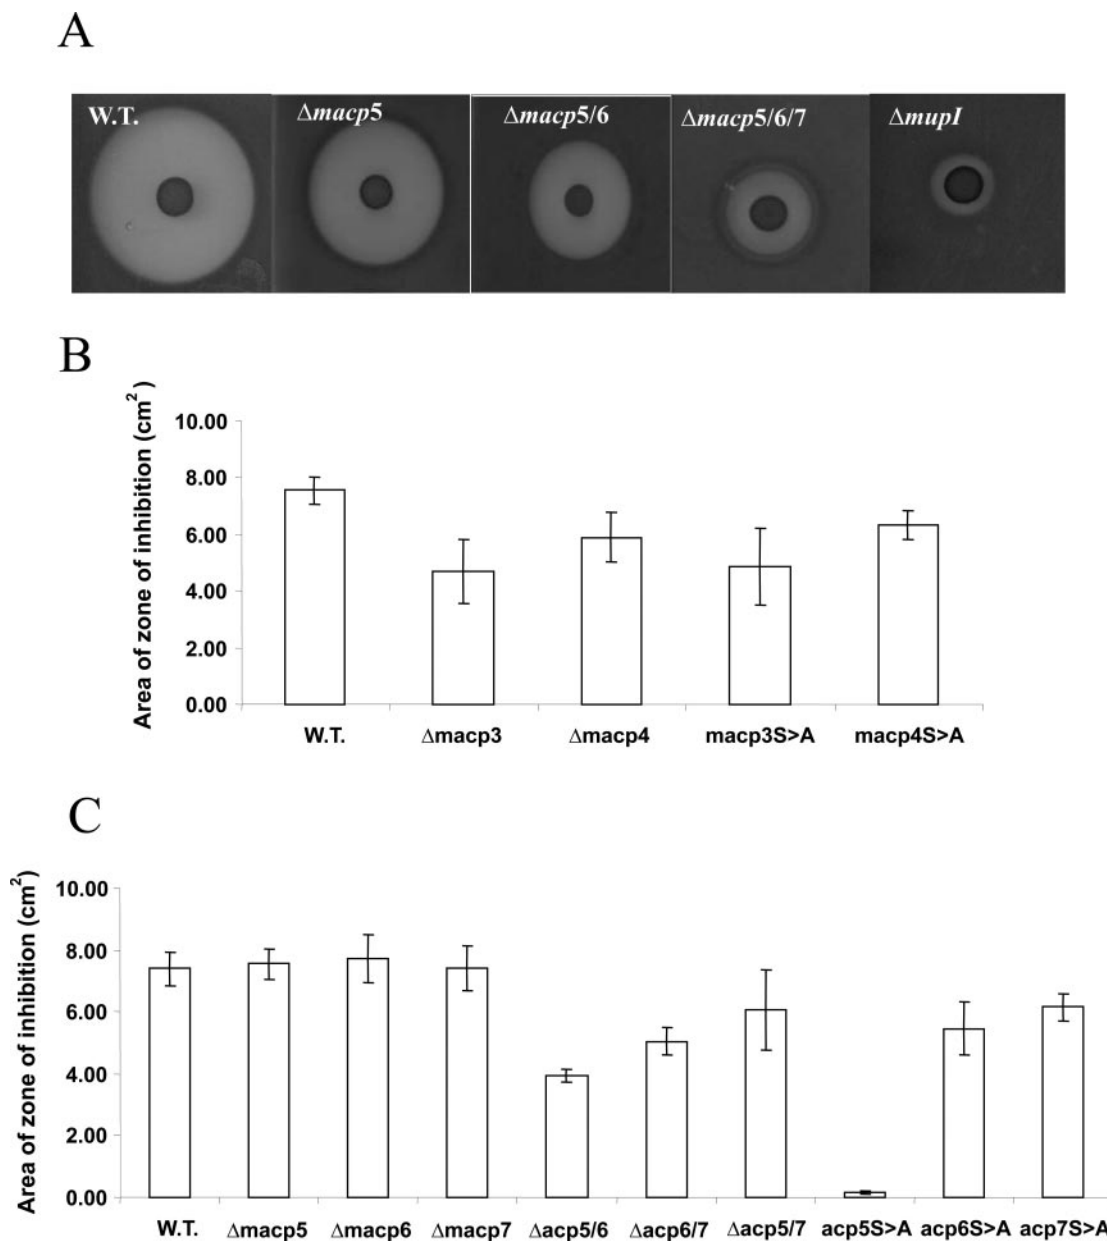 A
W.T.
Δmacp5
Δmacp5/6
Δmacp5/6/7
ΔmupI
B
Area of zone of inhibition (cm²)
10.00
8.00
6.00
4.00
2.00
0.00
W.T.
Δmacp3
Δmacp4
macp3S>A
macp4S>A
C
Area of zone of inhibition (cm²)
10.00
8.00
6.00
4.00
2.00
0.00
W.T.
Δmacp5
Δmacp6
Δmacp7
Δacp5/6
Δacp6/7
Δacp5/7
acp5S>A
acp6S>A
acp7S>A